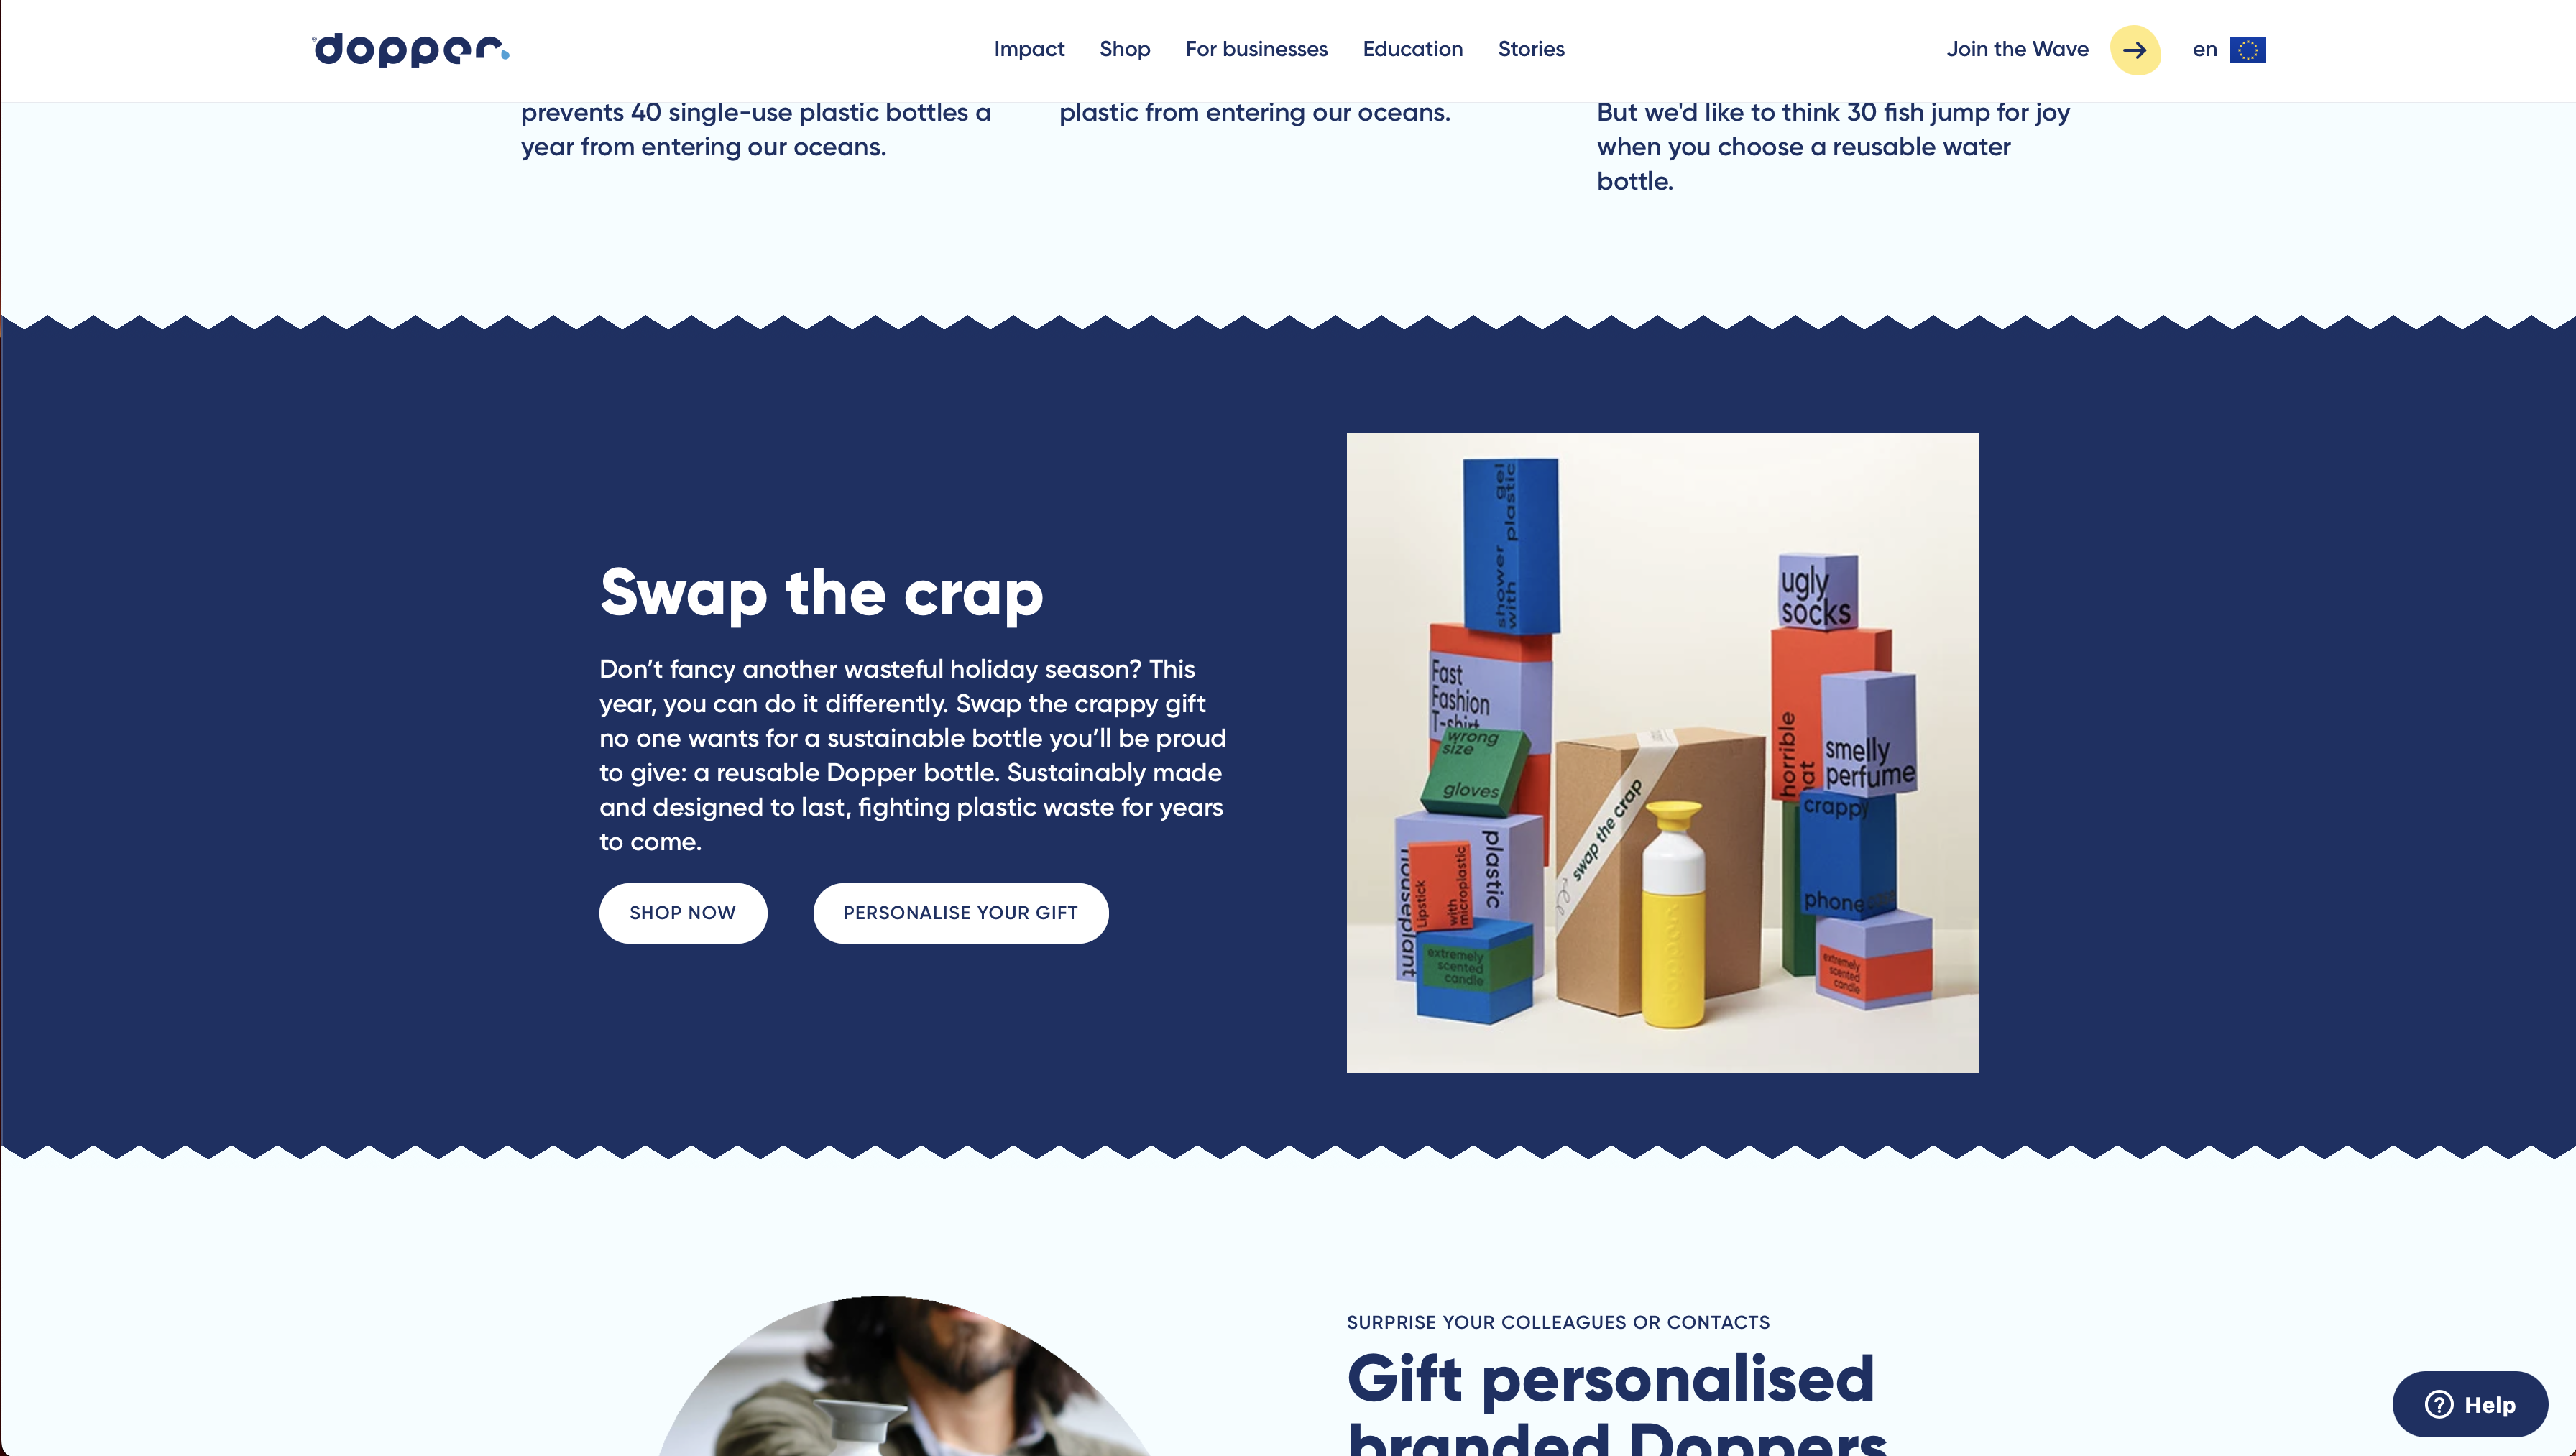 dopper
Impact Shop For businesses Education Stories
Join the Wave en
prevents 40 single-use plastic bottles a
year from entering our oceans.
plastic from entering our oceans.
But we'd like to think 30 fish jump for joy
when you choose a reusable water
bottle.
Swap the crap
Don’t fancy another wasteful holiday season? This
year, you can do it differently. Swap the crappy gift
no one wants for a sustainable bottle you’ll be proud
to give: a reusable Dopper bottle. Sustainably made
and designed to last, fighting plastic waste for years
to come.
SHOP NOW
PERSONALISE YOUR GIFT
shower gel
with plastic
Fast
Fashion
T-shirt
wrong
size
gloves
plastic
houseplant
Lipstick
with
microplastic
extremely
scented
candle
swap the crap
dopper
ugly
socks
horrible
hat
smelly
perfume
crappy
phone case
extremely
scented
candle
SURPRISE YOUR COLLEAGUES OR CONTACTS
Gift personalised
branded Doppers
Help